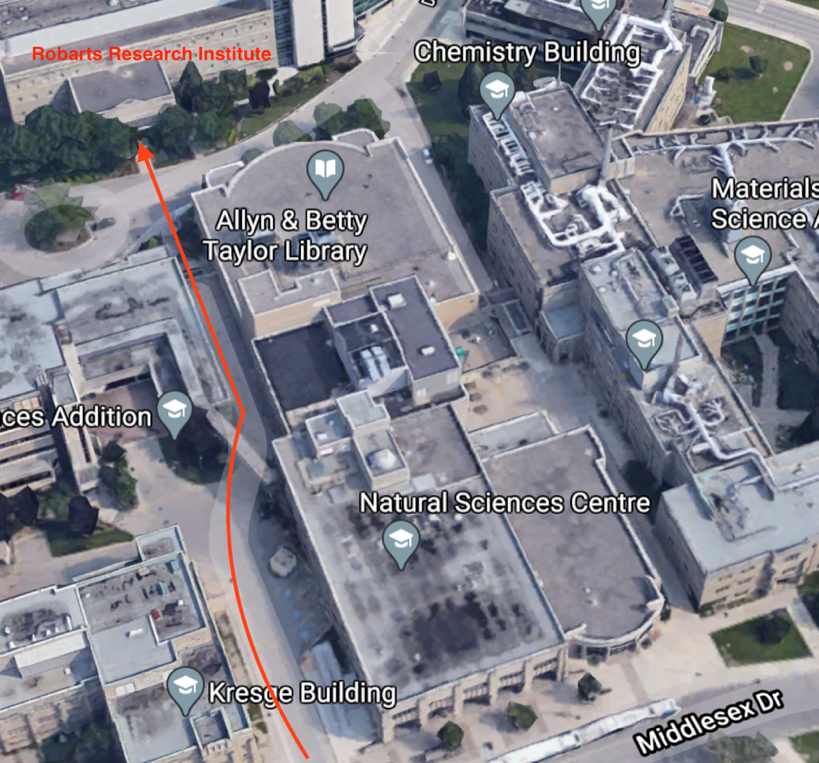 Robarts Research Institute
Chemistry Building
Materials
Science A
Allyn & Betty
Taylor Library
ces Addition
Natural Sciences Centre
Kresge Building
Middlesex Dr